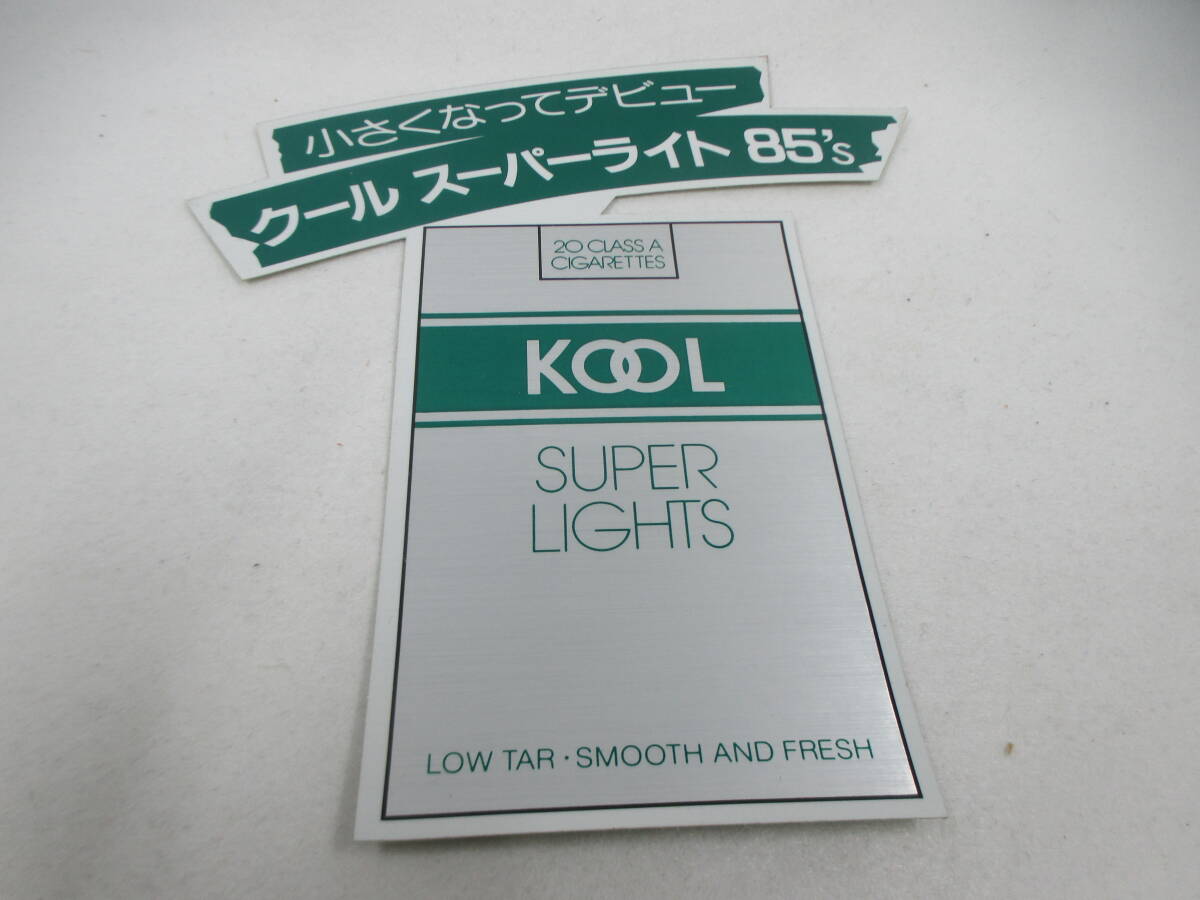 小さくなってデビュー
クール スーパーライト 85's
20 CLASS A
CIGARETTES
KOOL
SUPER
LIGHTS
LOW TAR · SMOOTH AND FRESH